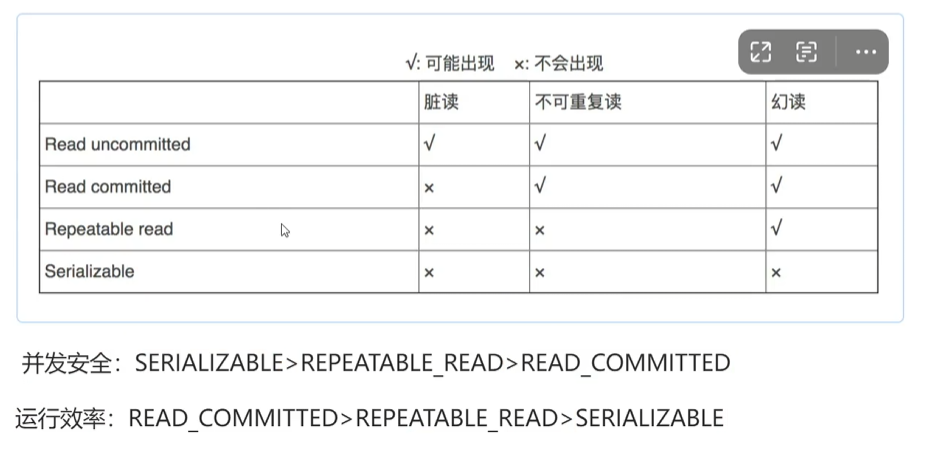 √: 可能出现 ×: 不会出现
脏读 不可重复读 幻读
Read uncommitted √ √ √
Read committed × √ √
Repeatable read × × √
Serializable × × ×
并发安全：SERIALIZABLE>REPEATABLE_READ>READ_COMMITTED
运行效率：READ_COMMITTED>REPEATABLE_READ>SERIALIZABLE